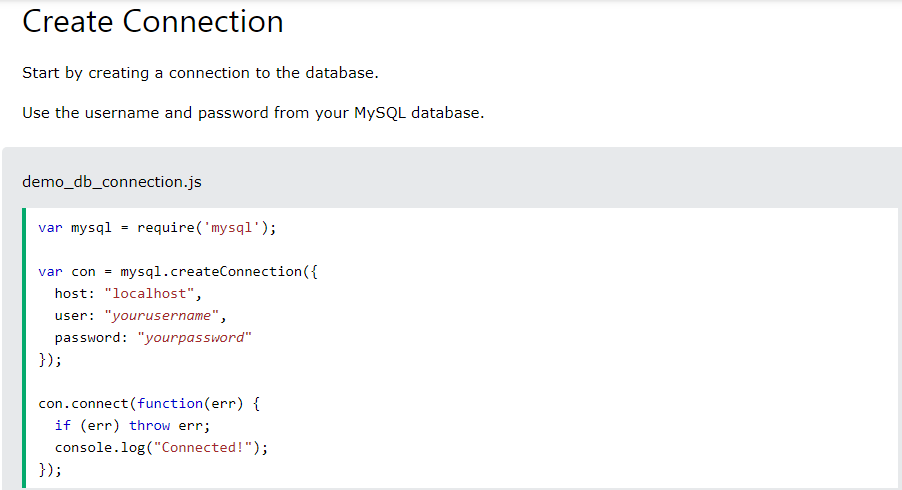 Create Connection
Start by creating a connection to the database.
Use the username and password from your MySQL database.
demo_db_connection.js
var mysql = require('mysql');
var con = mysql.createConnection({
  host: "localhost",
  user: "yourusername",
  password: "yourpassword"
});
con.connect(function(err) {
  if (err) throw err;
  console.log("Connected!");
});